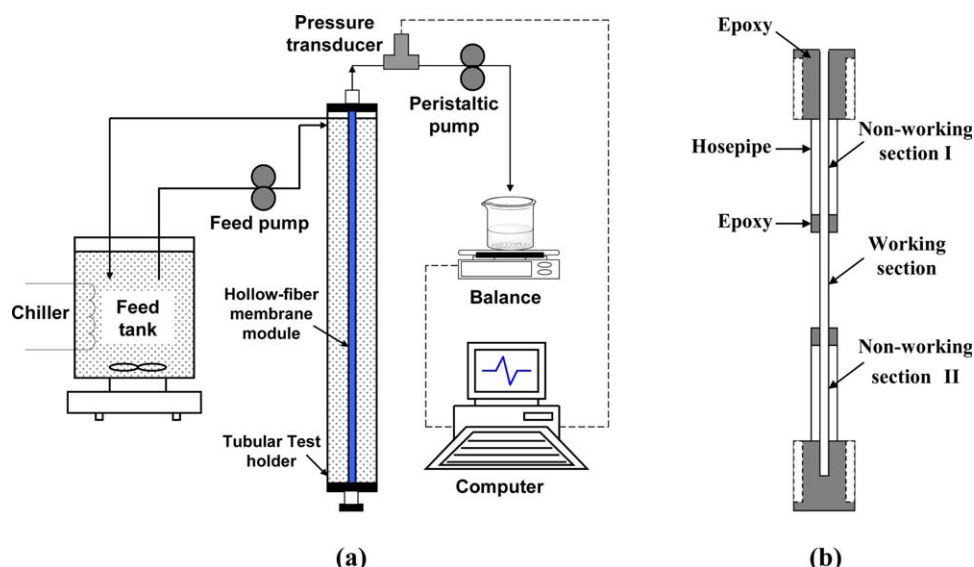 Pressure
transducer
Peristaltic
pump
Feed pump
Chiller
Feed
tank
Hollow-fiber
membrane
module
Balance
Tubular Test
holder
Computer
(a)
Epoxy
Hosepipe
Non-working
section I
Epoxy
Working
section
Non-working
section II
(b)